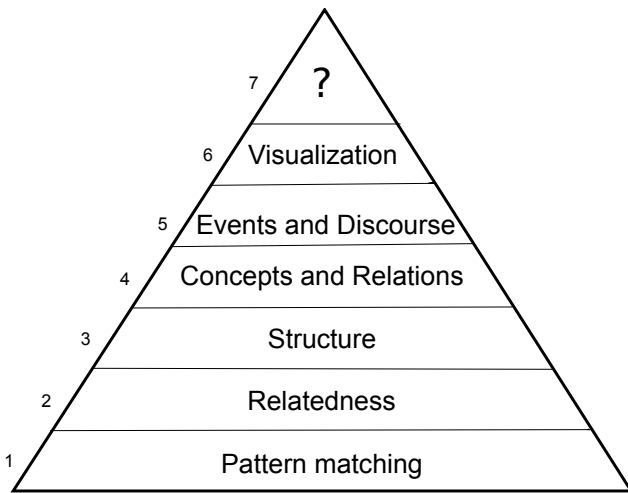 7
?
6
Visualization
5
Events and Discourse
4
Concepts and Relations
3
Structure
2
Relatedness
1
Pattern matching